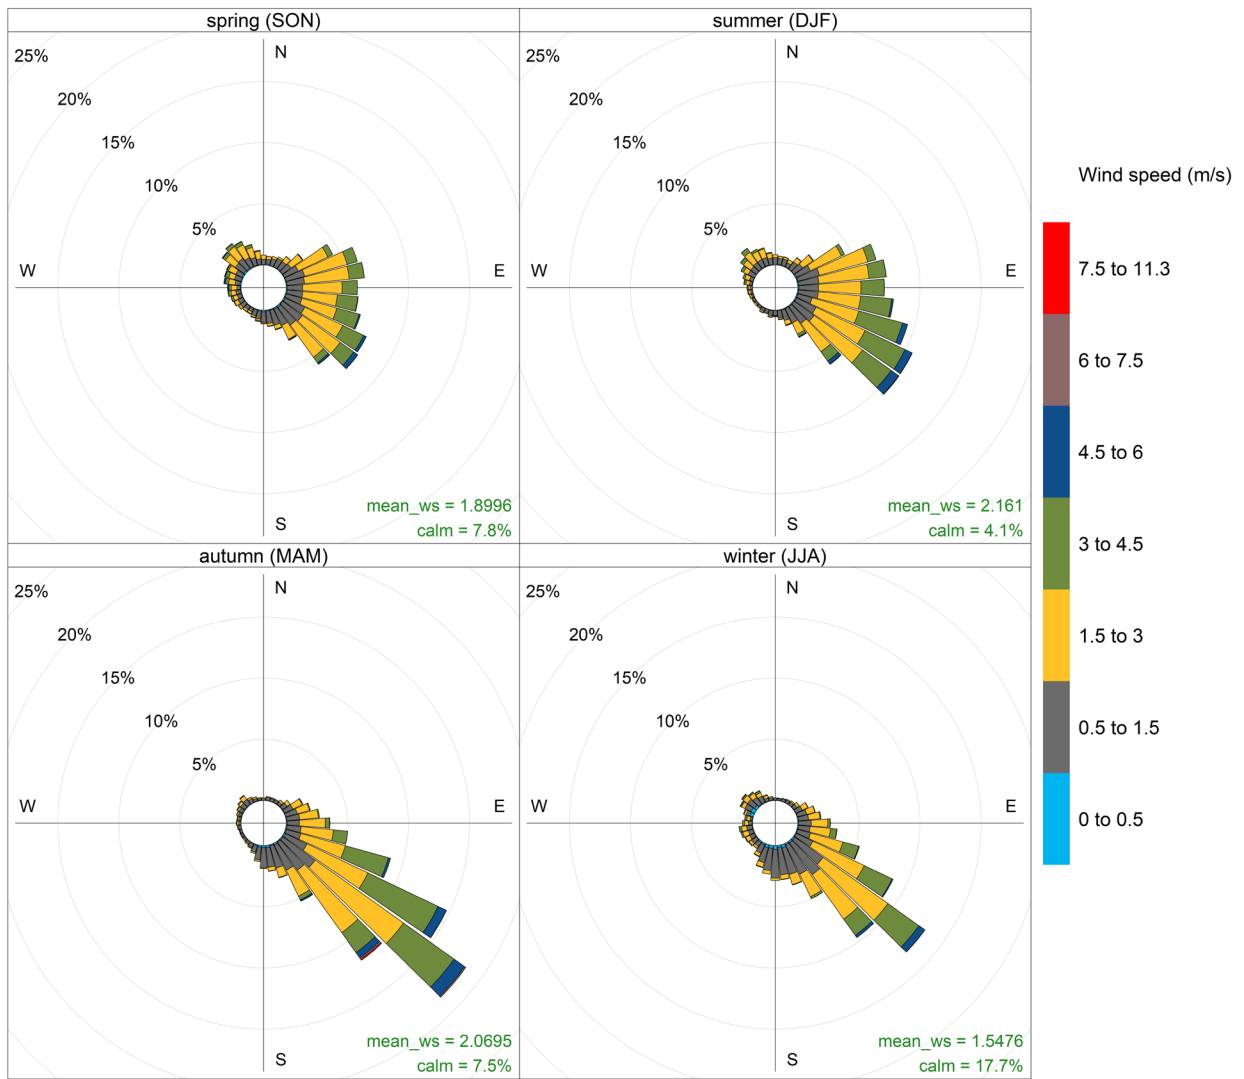 spring (SON)
25%
20%
15%
10%
5%
N
W
E
S
mean_ws = 1.8996
calm = 7.8%
summer (DJF)
25%
20%
15%
10%
5%
N
W
E
S
mean_ws = 2.161
calm = 4.1%
autumn (MAM)
25%
20%
15%
10%
5%
N
W
E
S
mean_ws = 2.0695
calm = 7.5%
winter (JJA)
25%
20%
15%
10%
5%
N
W
E
S
mean_ws = 1.5476
calm = 17.7%
Wind speed (m/s)
7.5 to 11.3
6 to 7.5
4.5 to 6
3 to 4.5
1.5 to 3
0.5 to 1.5
0 to 0.5